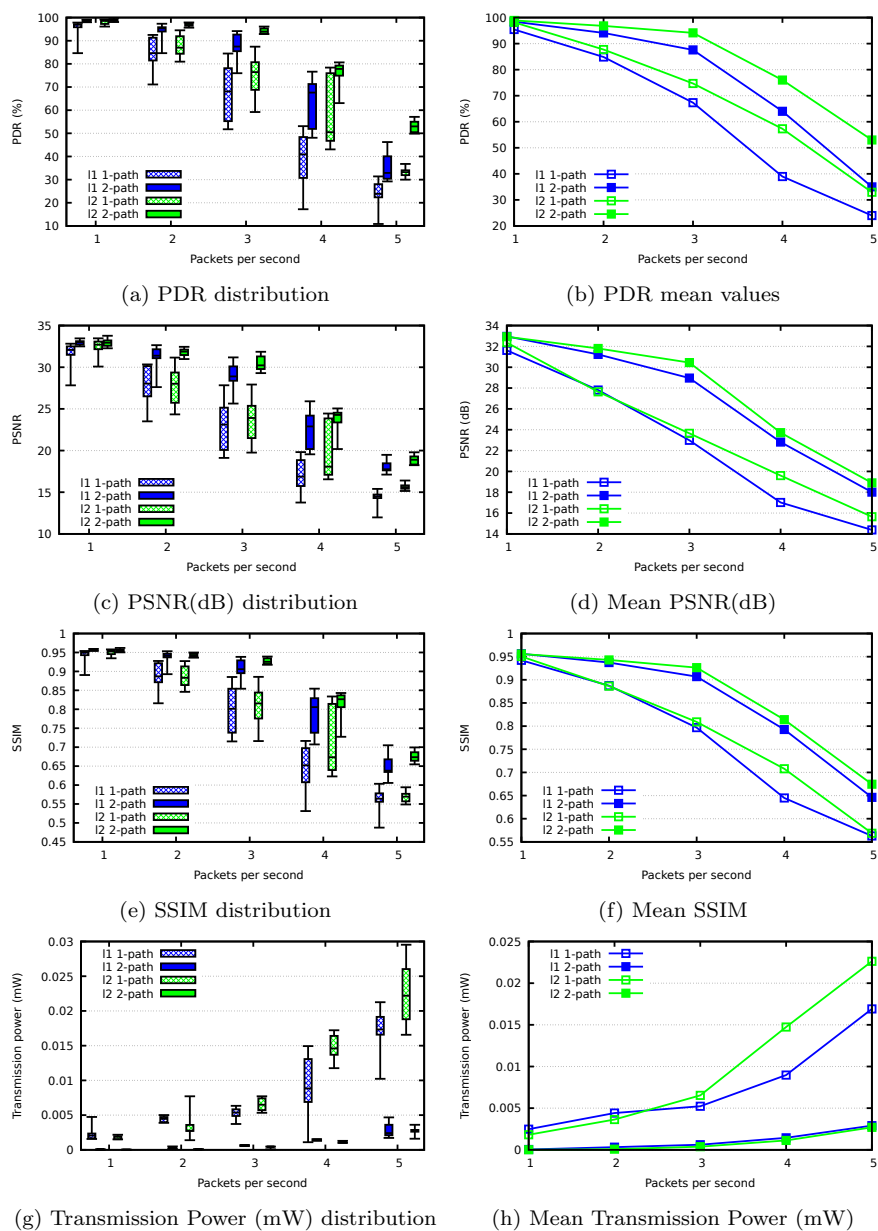 100
90
80
70
60
50
40
30
20
10
PDR (%)
l1 1-path
l1 2-path
l2 1-path
l2 2-path
1 2 3 4 5
Packets per second
(a) PDR distribution
100
90
80
70
60
50
40
30
20
PDR (%)
l1 1-path
l1 2-path
l2 1-path
l2 2-path
1 2 3 4 5
Packets per second
(b) PDR mean values
35
30
25
20
15
10
PSNR
l1 1-path
l1 2-path
l2 1-path
l2 2-path
1 2 3 4 5
Packets per second
(c) PSNR(dB) distribution
34
32
30
28
26
24
22
20
18
16
14
PSNR (dB)
l1 1-path
l1 2-path
l2 1-path
l2 2-path
1 2 3 4 5
Packets per second
(d) Mean PSNR(dB)
1
0.95
0.9
0.85
0.8
0.75
0.7
0.65
0.6
0.55
0.5
0.45
SSIM
l1 1-path
l1 2-path
l2 1-path
l2 2-path
1 2 3 4 5
Packets per second
(e) SSIM distribution
1
0.95
0.9
0.85
0.8
0.75
0.7
0.65
0.6
0.55
SSIM
l1 1-path
l1 2-path
l2 1-path
l2 2-path
1 2 3 4 5
Packets per second
(f) Mean SSIM
0.03
0.025
0.02
0.015
0.01
0.005
0
Transmission power (mW)
l1 1-path
l1 2-path
l2 1-path
l2 2-path
1 2 3 4 5
Packets per second
(g) Transmission Power (mW) distribution
0.025
0.02
0.015
0.01
0.005
0
Transmission power (mW)
l1 1-path
l1 2-path
l2 1-path
l2 2-path
1 2 3 4 5
Packets per second
(h) Mean Transmission Power (mW)